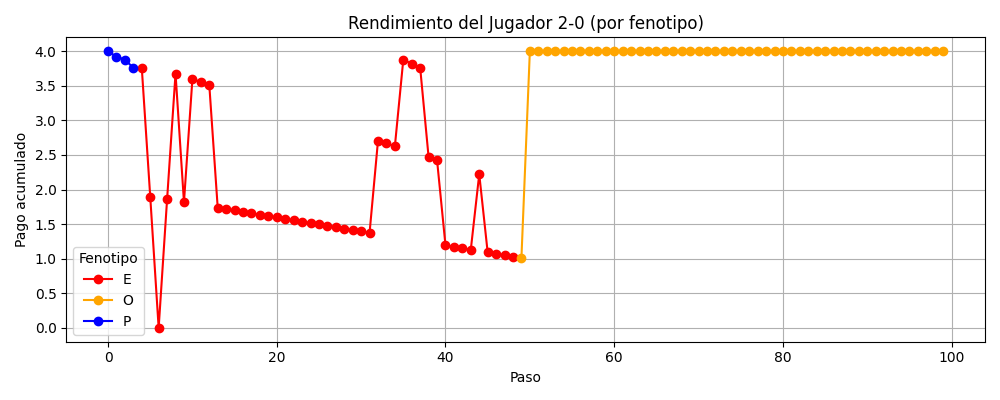 Rendimiento del Jugador 2-0 (por fenotipo)
Pago acumulado
4.0
3.5
3.0
2.5
2.0
1.5
1.0
0.5
0.0
Fenotipo
E
O
P
0 20 40 60 80 100
Paso